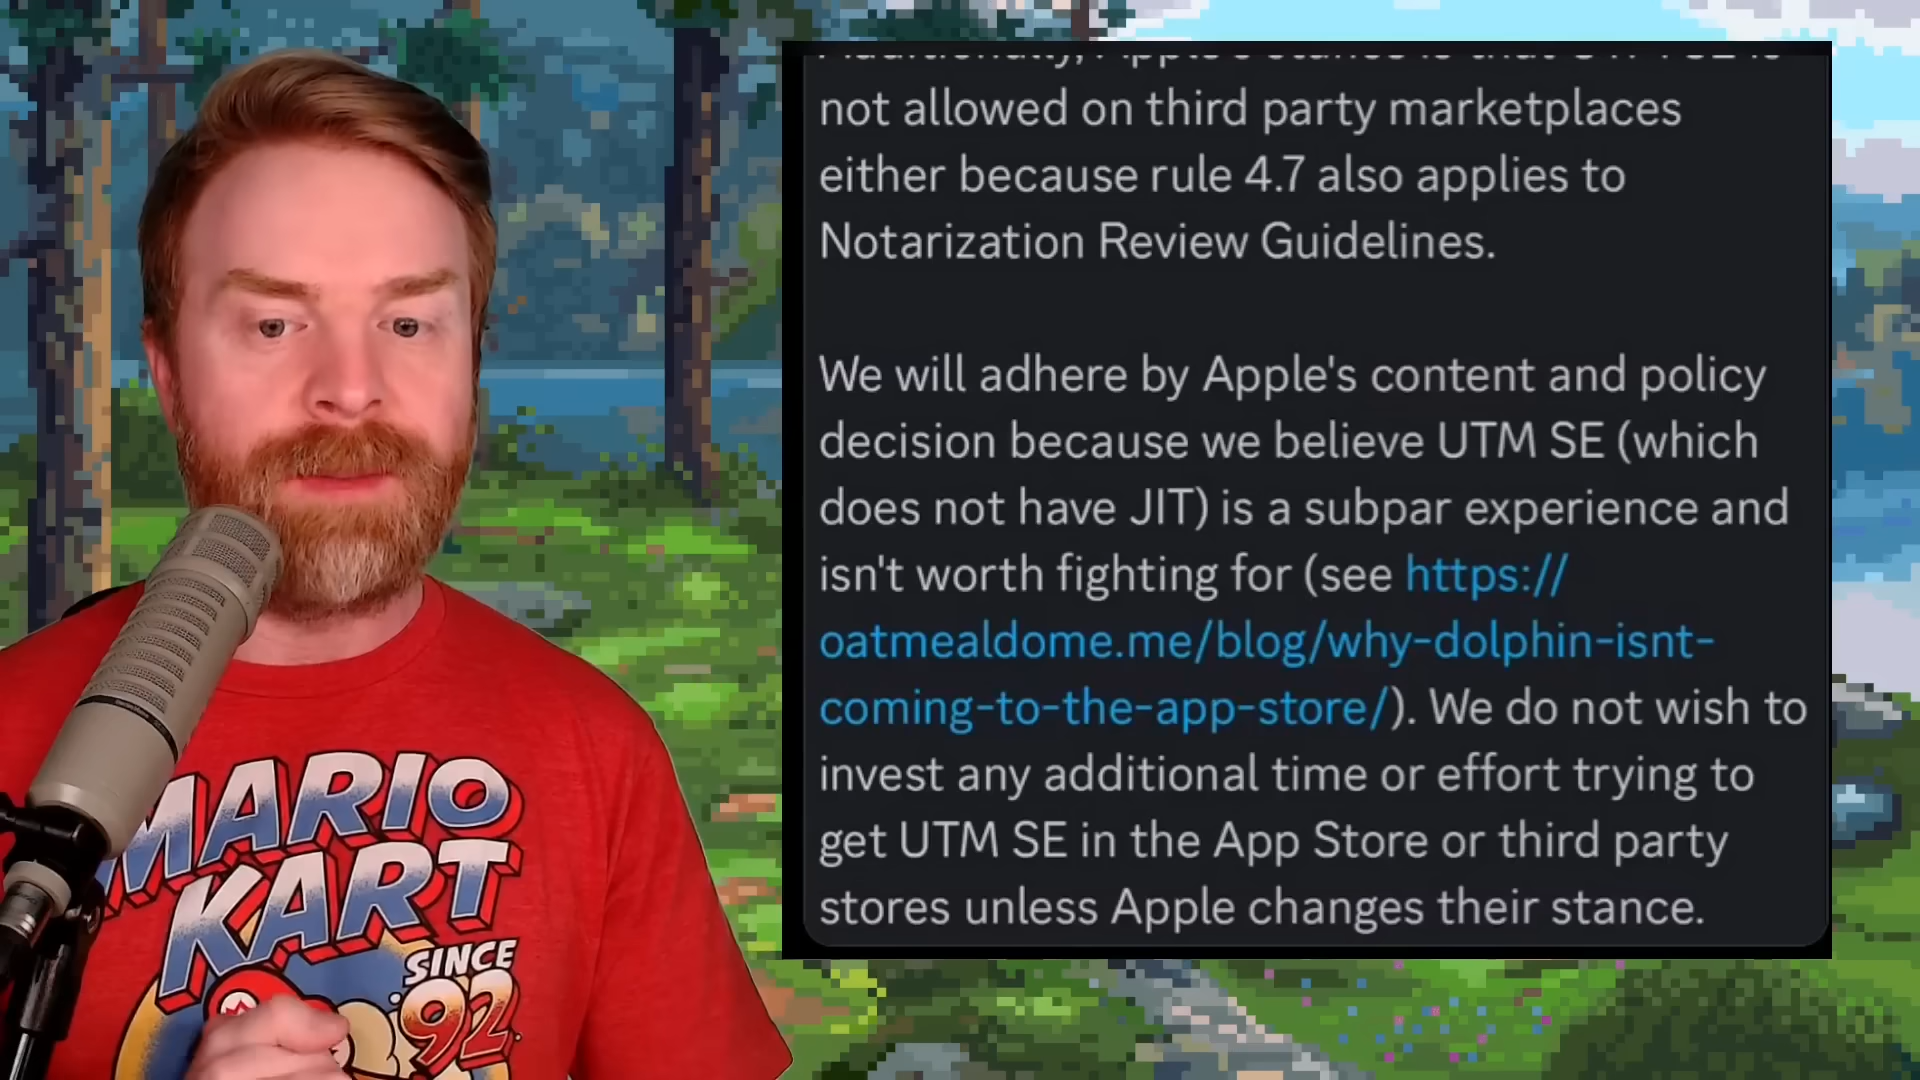 not allowed on third party marketplaces
either because rule 4.7 also applies to
Notarization Review Guidelines.
We will adhere by Apple's content and policy
decision because we believe UTM SE (which
does not have JIT) is a subpar experience and
isn't worth fighting for (see https://
oatmealdome.me/blog/why-dolphin-isnt-
coming-to-the-app-store/). We do not wish to
invest any additional time or effort trying to
get UTM SE in the App Store or third party
stores unless Apple changes their stance.
MARIO
KART
SINCE
'92